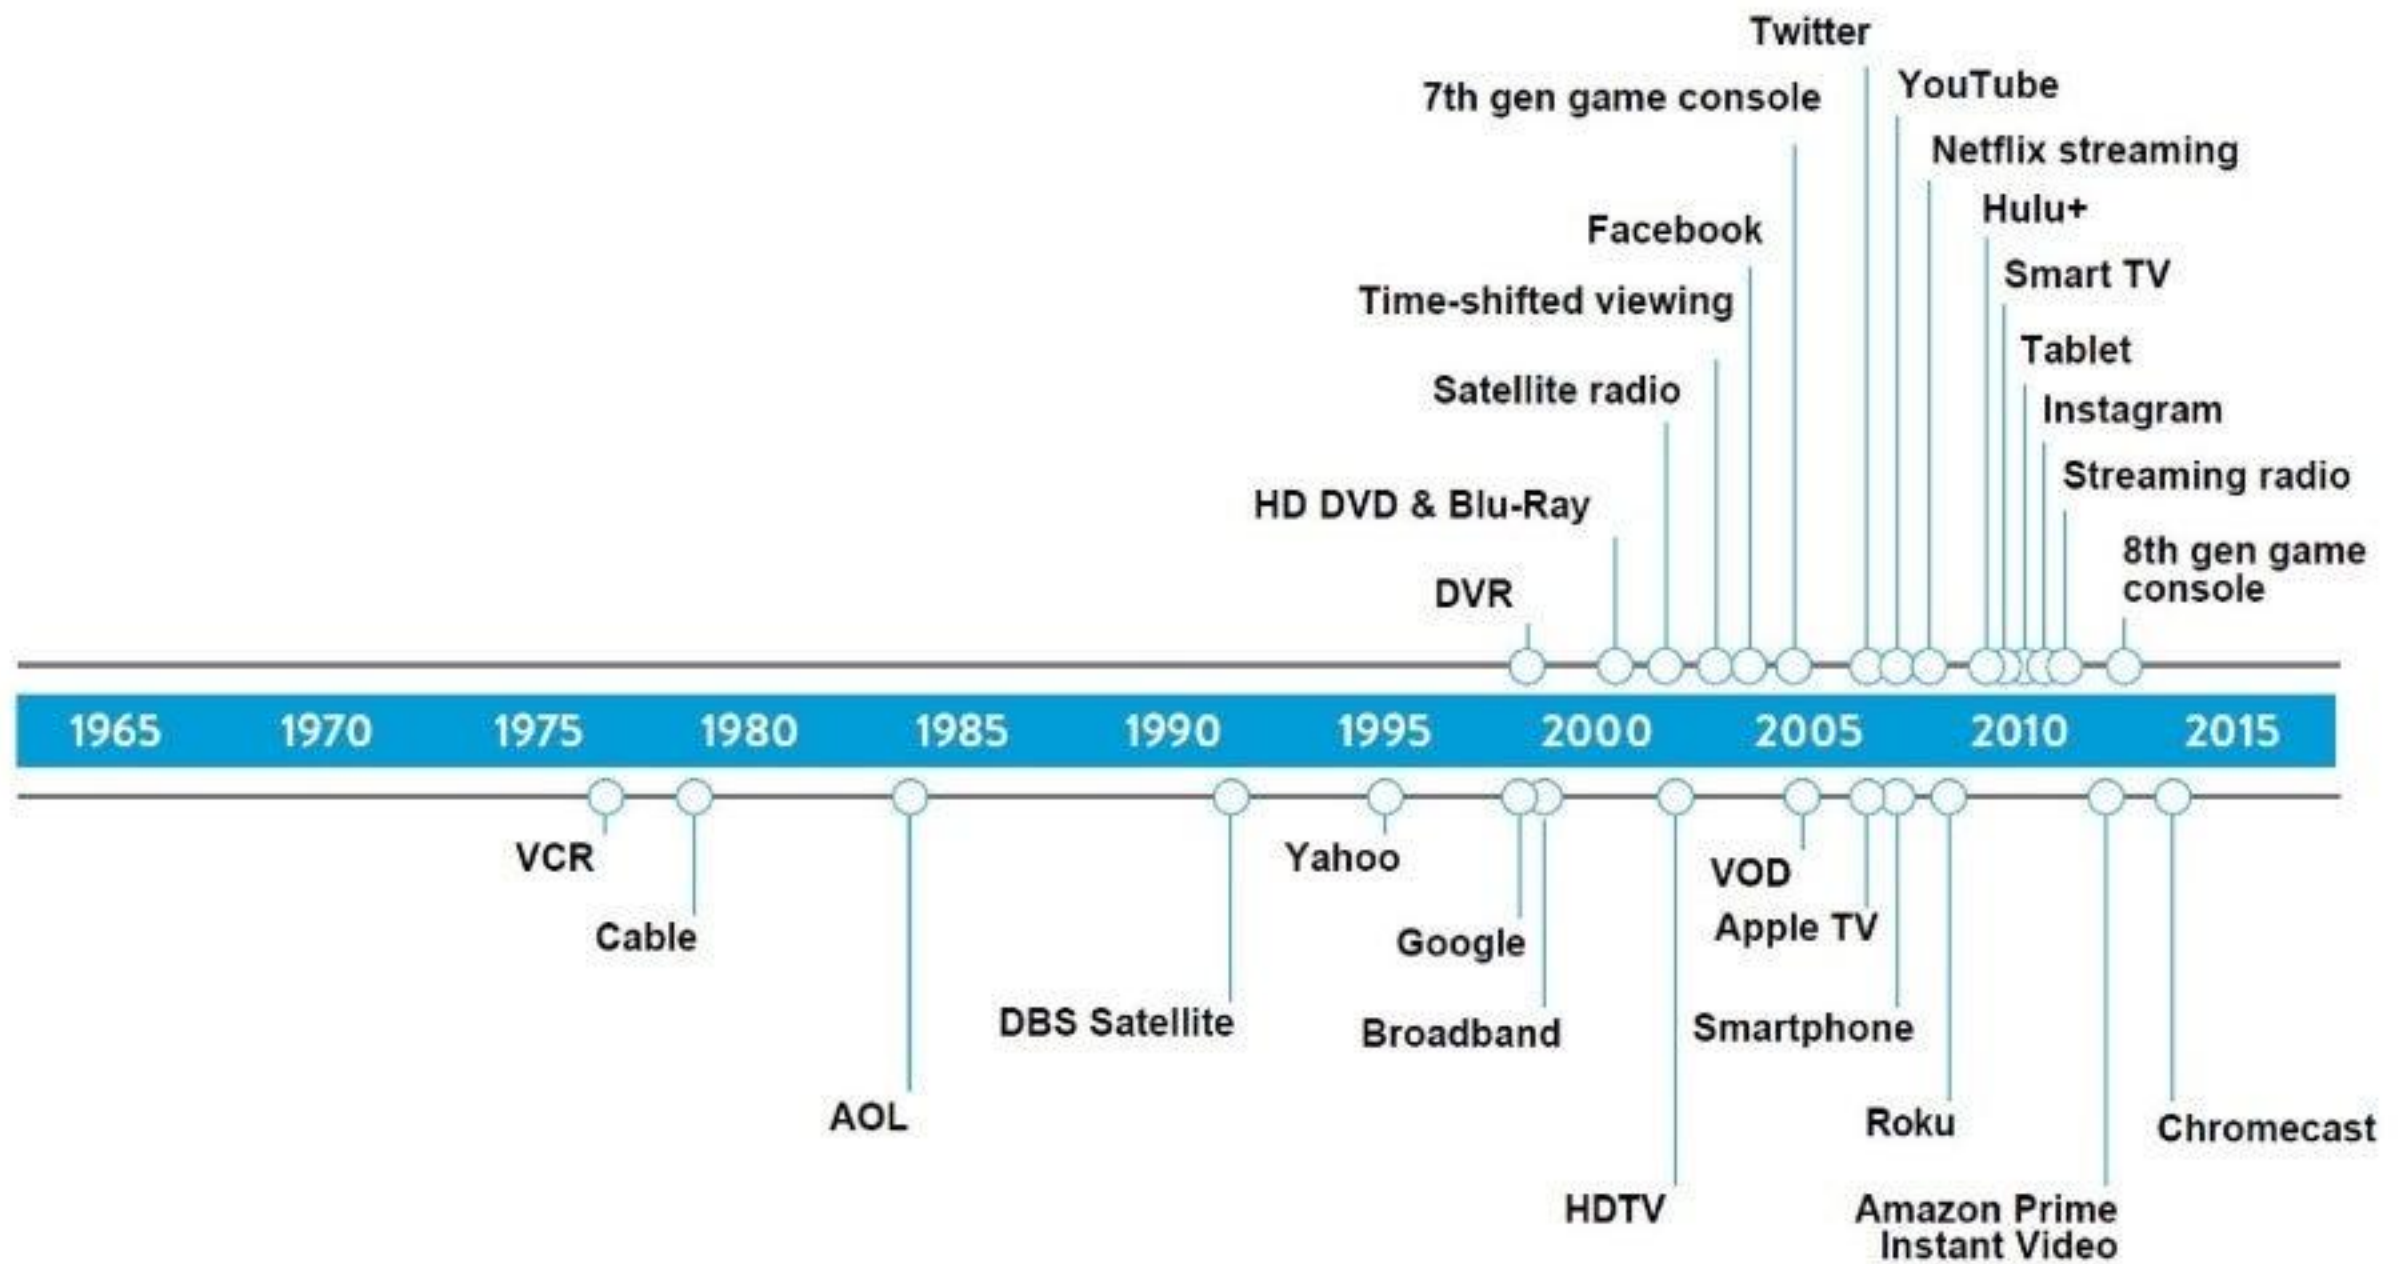 Twitter
YouTube
7th gen game console
Netflix streaming
Hulu+
Facebook
Smart TV
Time-shifted viewing
Tablet
Satellite radio
Instagram
Streaming radio
HD DVD & Blu-Ray
8th gen game
console
DVR
1965 1970 1975 1980 1985 1990 1995 2000 2005 2010 2015
VCR
Yahoo
VOD
Cable
Apple TV
Google
DBS Satellite
Smartphone
Broadband
AOL
Roku
Chromecast
HDTV
Amazon Prime
Instant Video